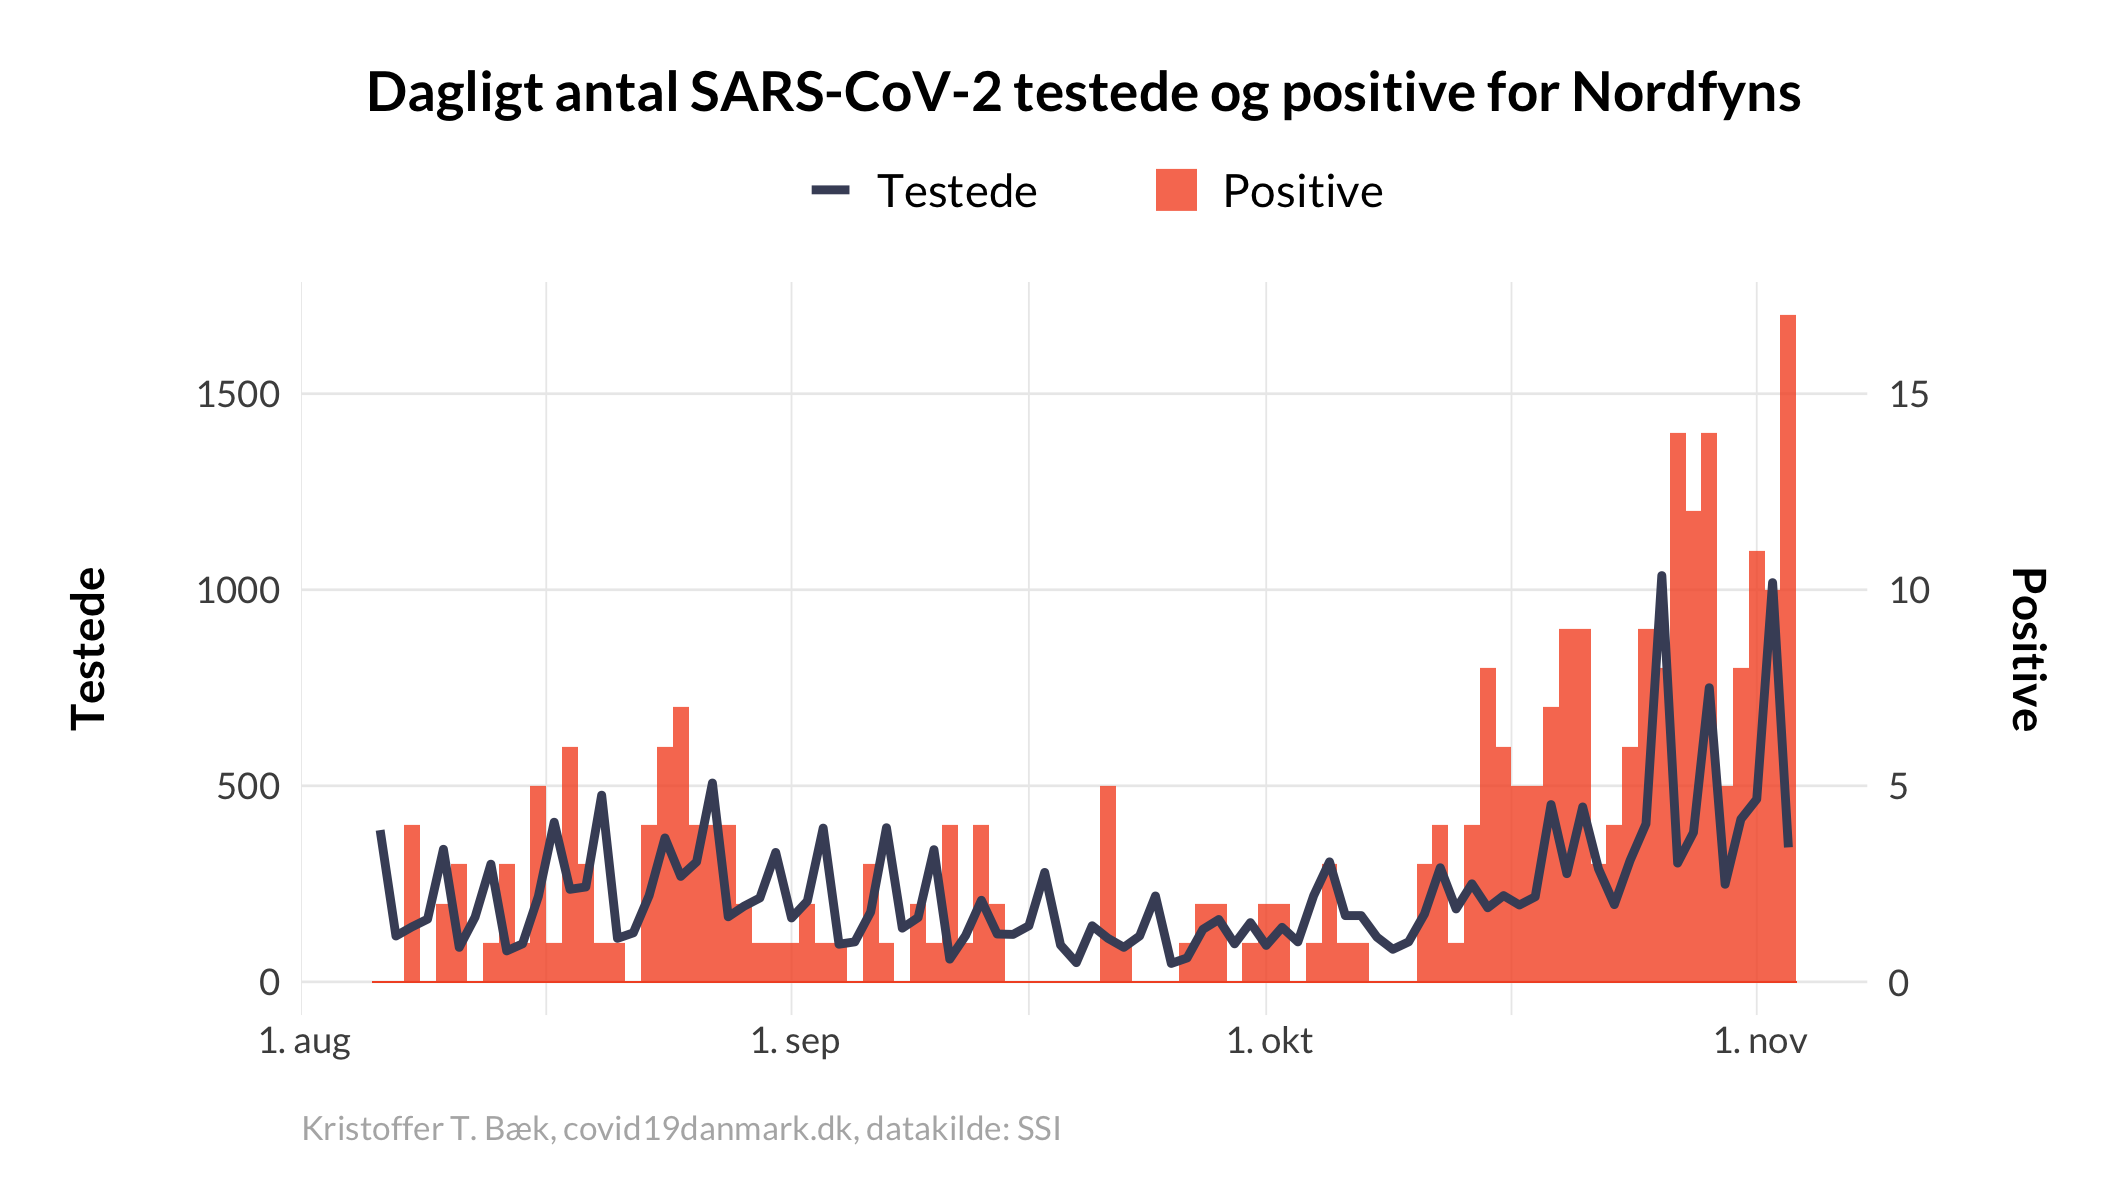 Dagligt antal SARS-CoV-2 testede og positive for Nordfyns
Testede
Positive
1500
15
1000
10
500
5
0
0
Testede
Positive
1. aug
1. sep
1. okt
1. nov
Kristoffer T. Bæk, covid19danmark.dk, datakilde: SSI